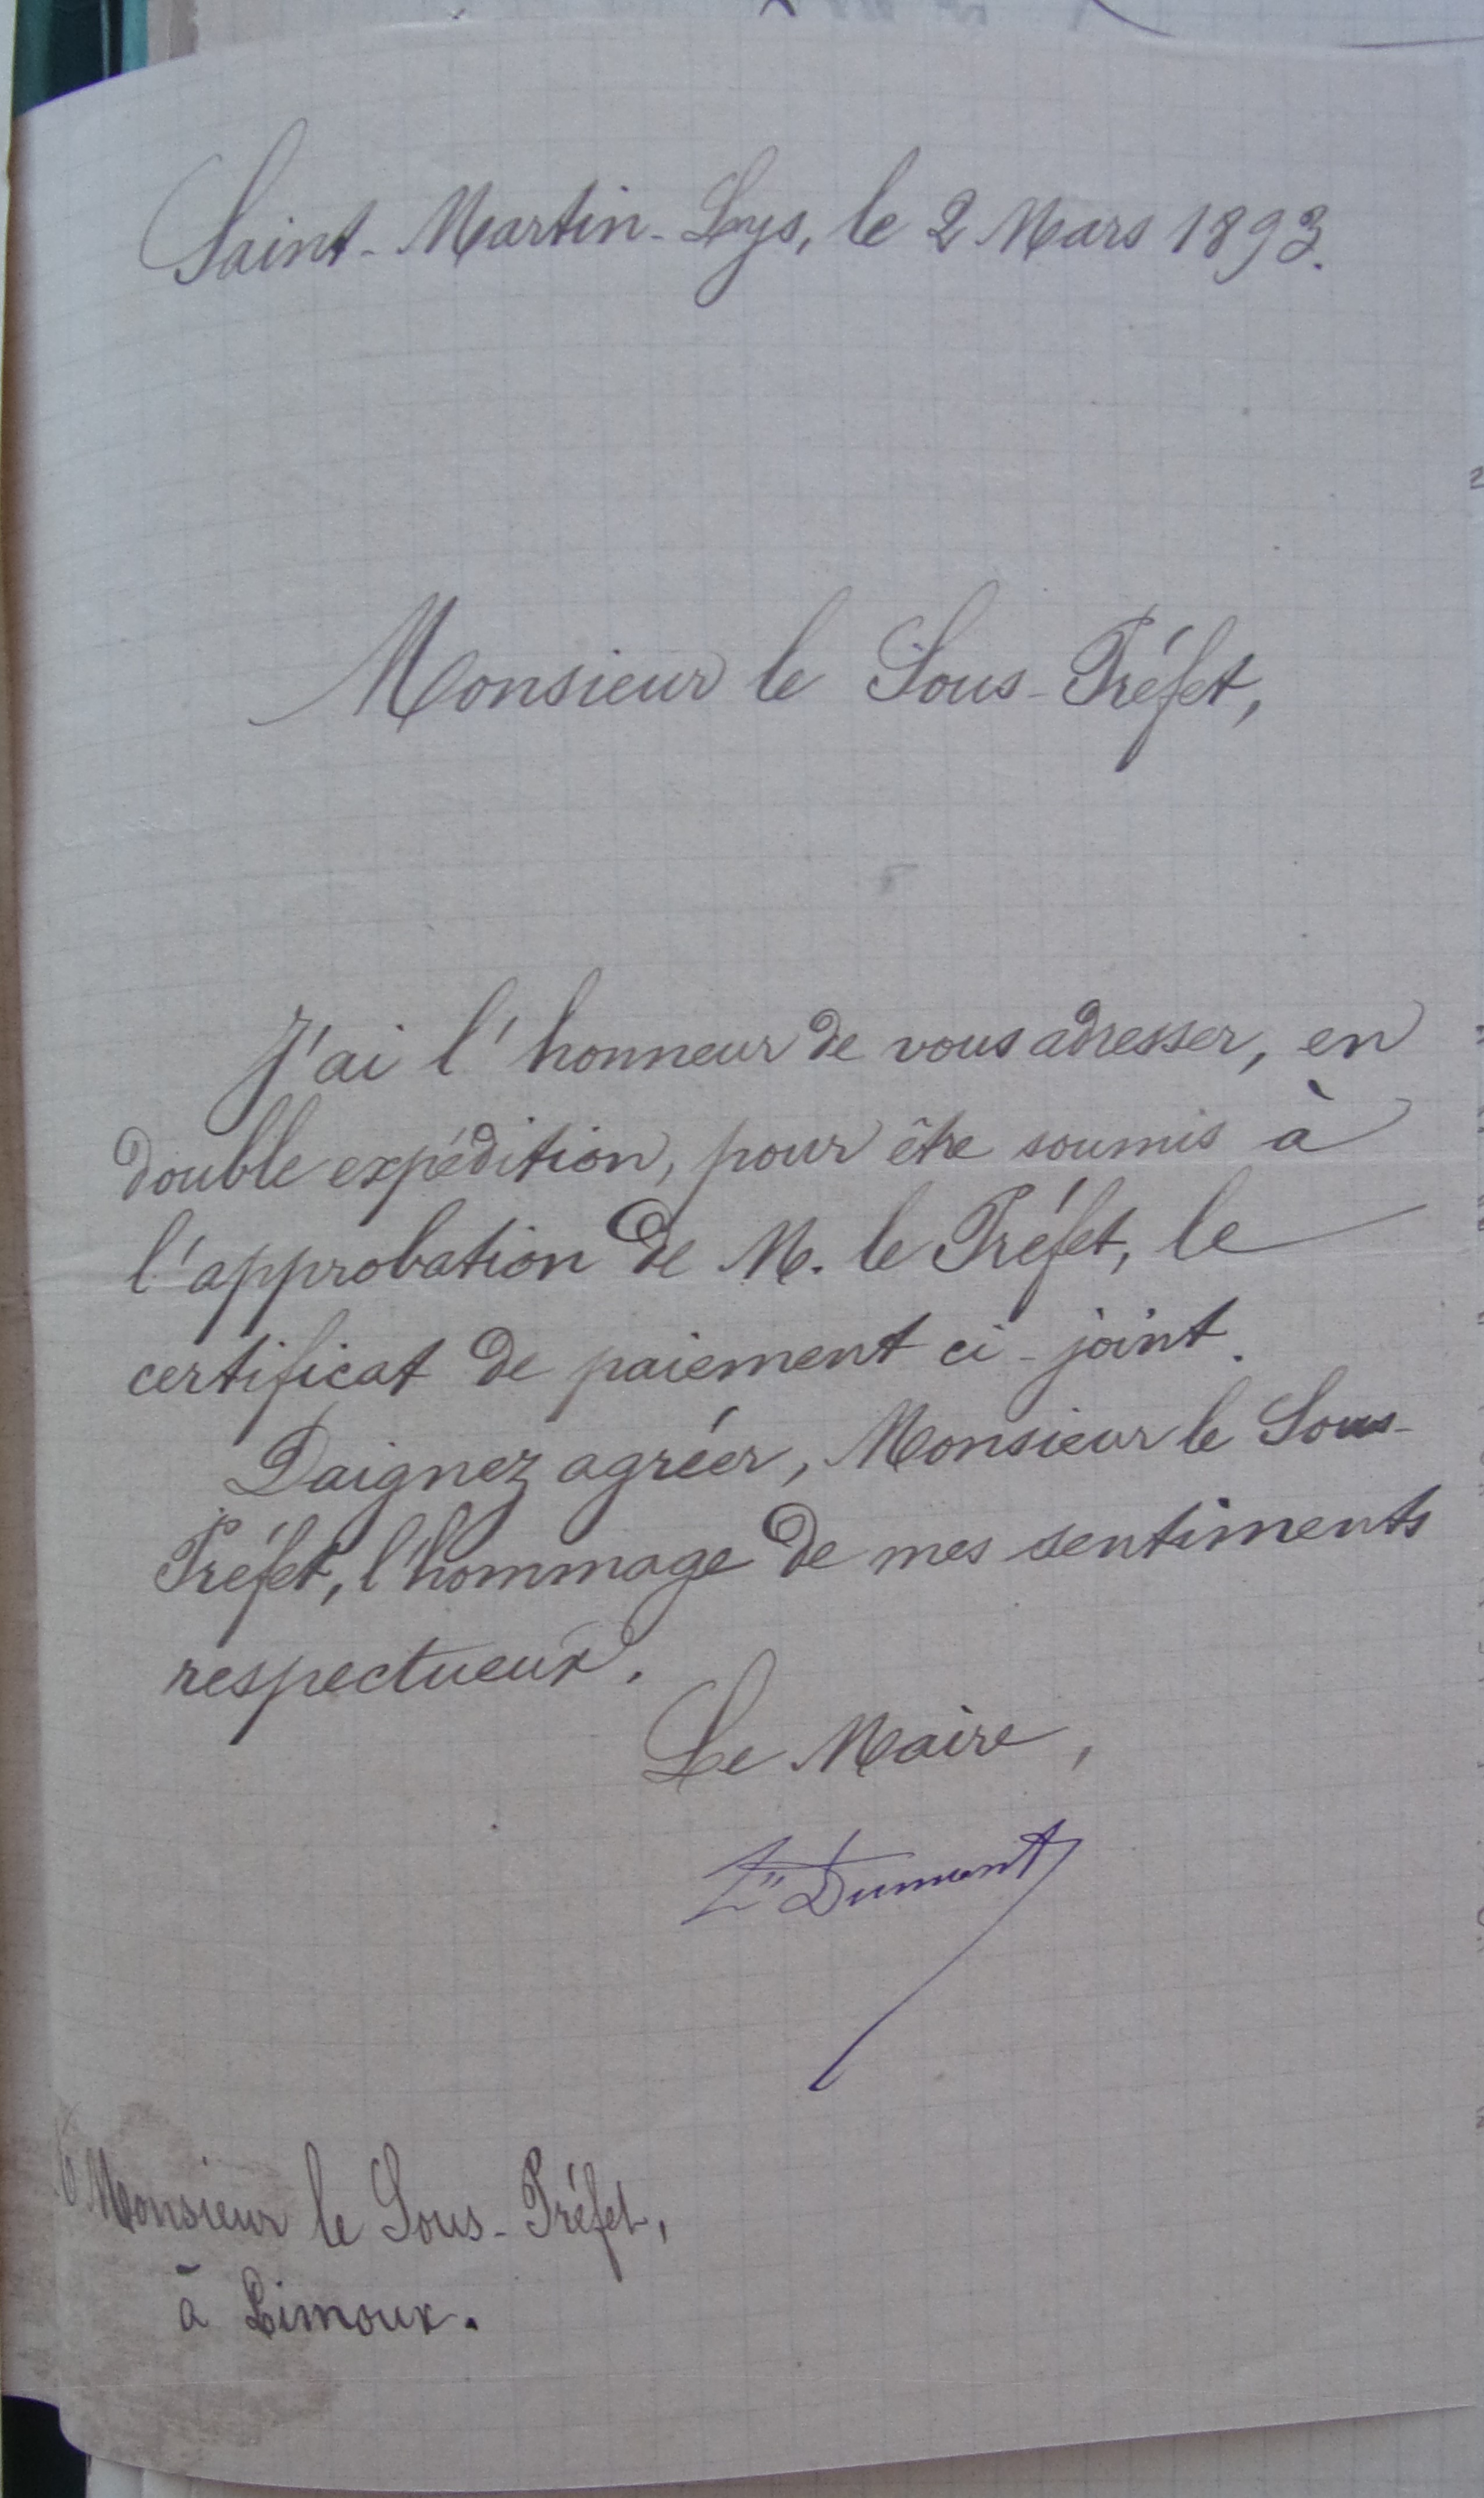 Saint-Martin-Lys, le 2 Mars 1893.
Monsieur le Sous-Préfet,
J'ai l'honneur de vous adresser, en
double expédition, pour être soumis à
l'approbation de M. le Préfet, le
certificat de paiement ci-joint.
Daignez agréer, Monsieur le Sous-
Préfet, l'hommage de mes sentiments
respectueux.
Le Maire,
Dumont
Monsieur le Sous-Préfet,
à Limoux.